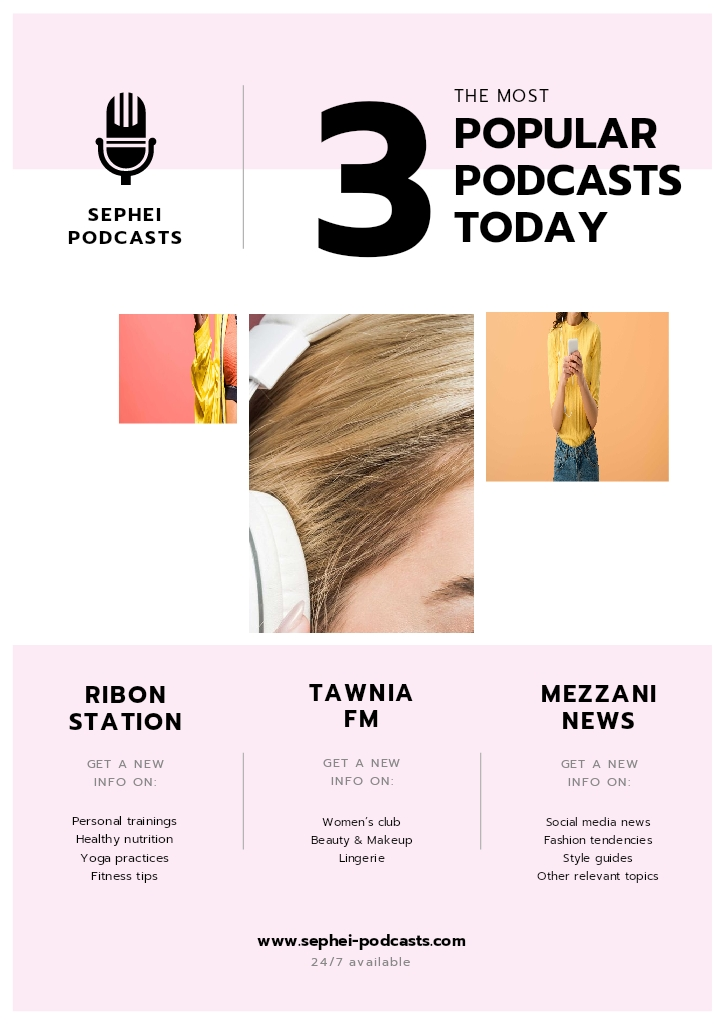 SEPHEI
PODCASTS
3
THE MOST
POPULAR
PODCASTS
TODAY
RIBON
STATION
GET A NEW
INFO ON:
Personal trainings
Healthy nutrition
Yoga practices
Fitness tips
TAWNIA
FM
GET A NEW
INFO ON:
Women's club
Beauty & Makeup
Lingerie
MEZZANI
NEWS
GET A NEW
INFO ON:
Social media news
Fashion tendencies
Style guides
Other relevant topics
www.sephei-podcasts.com
24/7 available